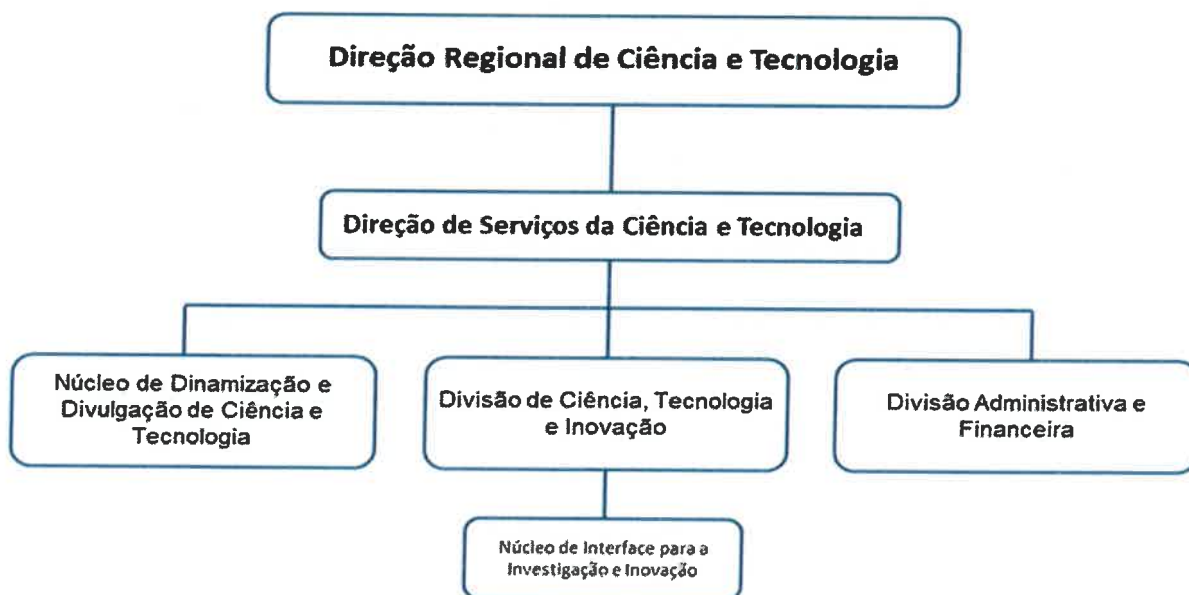 Direção Regional de Ciência e Tecnologia
Direção de Serviços da Ciência e Tecnologia
Núcleo de Dinamização e
Divulgação de Ciência e
Tecnologia
Divisão de Ciência, Tecnologia
e Inovação
Divisão Administrativa e
Financeira
Núcleo de Interface para a
Investigação e Inovação